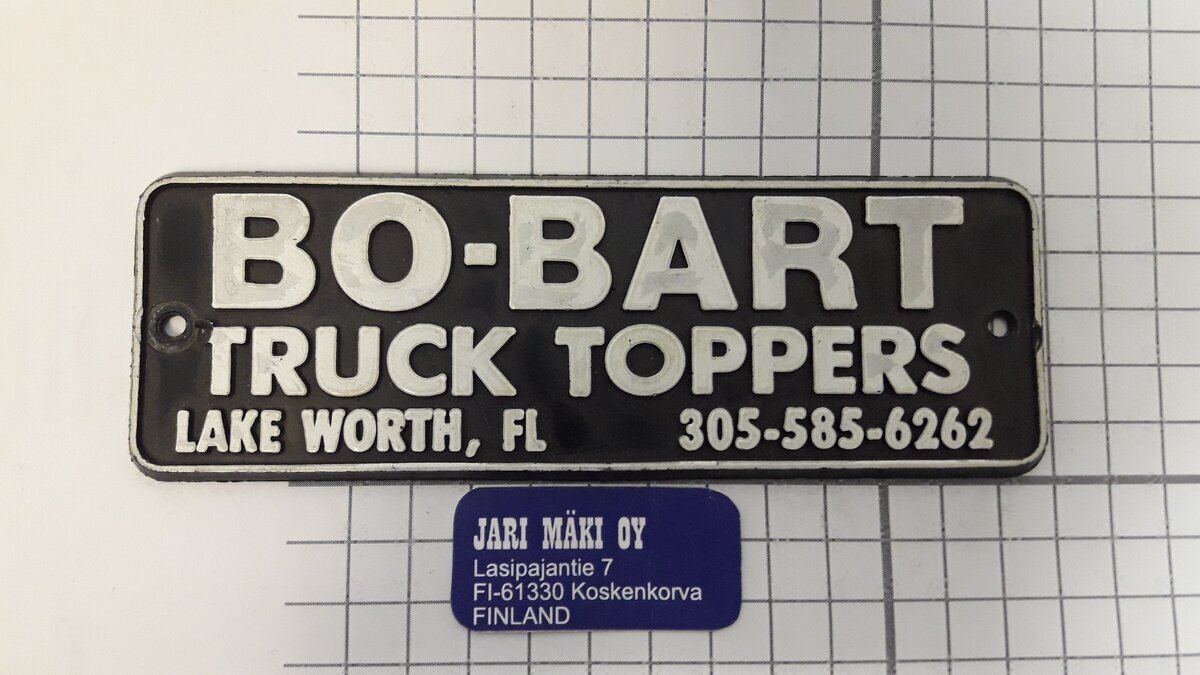 BO-BART
TRUCK TOPPERS
LAKE WORTH, FL 305-585-6262
JARI MÄKI OY
Lasipajantie 7
FI-61330 Koskenkorva
FINLAND